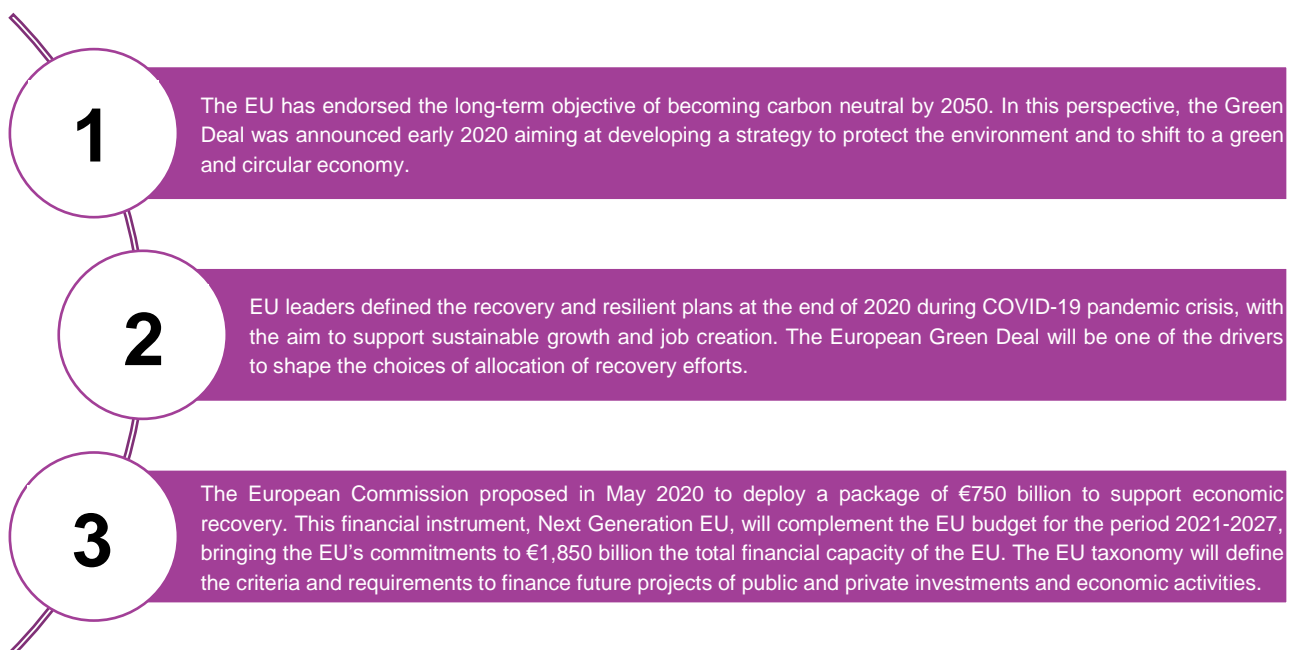 1
The EU has endorsed the long-term objective of becoming carbon neutral by 2050. In this perspective, the Green
Deal was announced early 2020 aiming at developing a strategy to protect the environment and to shift to a green
and circular economy.
2
EU leaders defined the recovery and resilient plans at the end of 2020 during COVID-19 pandemic crisis, with
the aim to support sustainable growth and job creation. The European Green Deal will be one of the drivers
to shape the choices of allocation of recovery efforts.
3
The European Commission proposed in May 2020 to deploy a package of €750 billion to support economic
recovery. This financial instrument, Next Generation EU, will complement the EU budget for the period 2021-2027,
bringing the EU’s commitments to €1,850 billion the total financial capacity of the EU. The EU taxonomy will define
the criteria and requirements to finance future projects of public and private investments and economic activities.